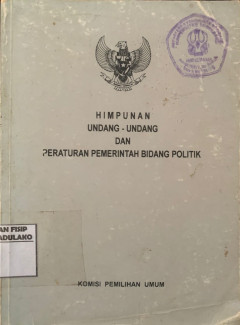 HIMPUNAN
UNDANG - UNDANG
DAN
PERATURAN PEMERINTAH BIDANG POLITIK
AN FISIP
ADULAKO
KOMISI PEMILIHAN UMUM